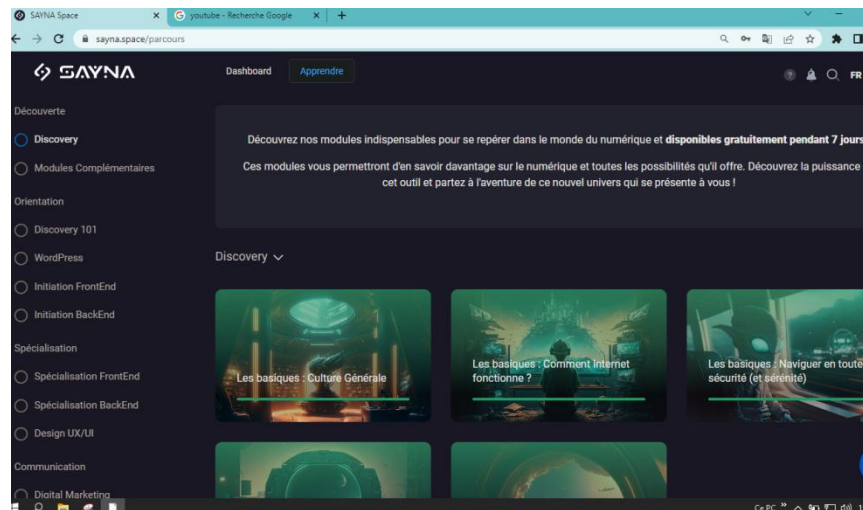 SAYNA Space
youtube - Recherche Google
sayna.space/parcours
SAYNA
Dashboard
Apprendre
FR
Découverte
Discovery
Modules Complémentaires
Orientation
Discovery 101
WordPress
Initiation FrontEnd
Initiation BackEnd
Spécialisation
Spécialisation FrontEnd
Spécialisation BackEnd
Design UX/UI
Communication
Digital Marketing
Découvrez nos modules indispensables pour se repérer dans le monde du numérique et disponibles gratuitement pendant 7 jours
Ces modules vous permettront d'en savoir davantage sur le numérique et toutes les possibilités qu'il offre. Découvrez la puissance
cet outil et partez à l'aventure de ce nouvel univers qui se présente à vous !
Discovery
Les basiques : Culture Générale
Les basiques : Comment Internet
fonctionne ?
Les basiques : Naviguer en toute
sécurité (et sérénité)
Ce PC